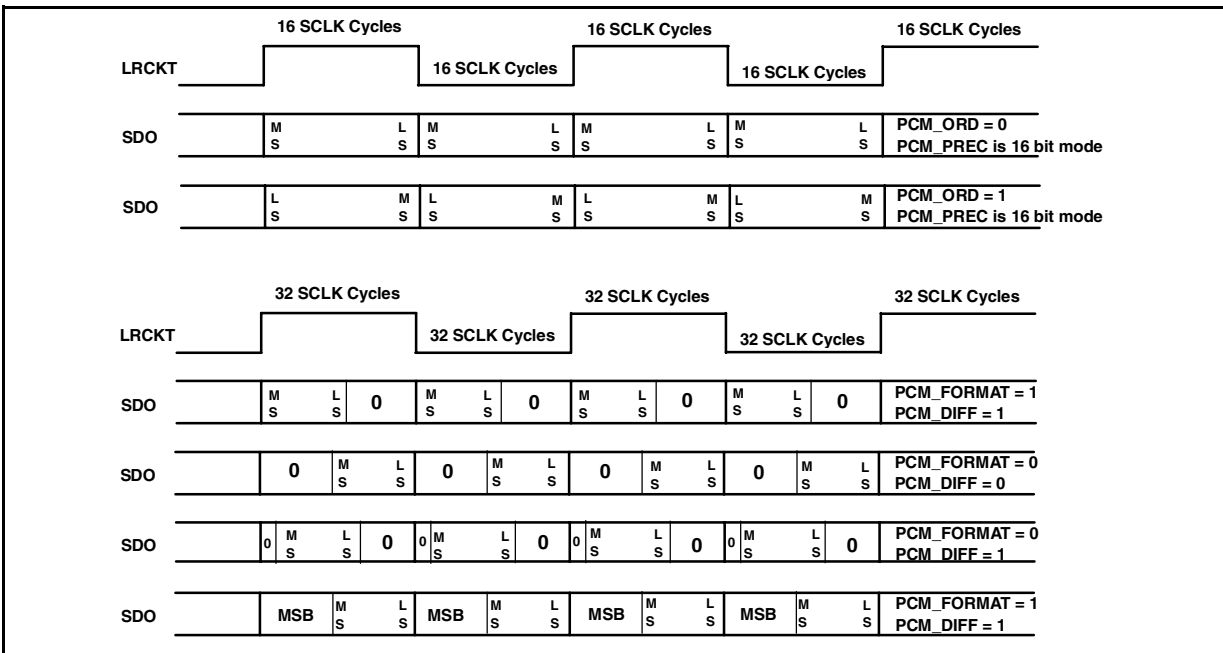 16 SCLK Cycles 16 SCLK Cycles 16 SCLK Cycles
LRCKT 16 SCLK Cycles 16 SCLK Cycles
SDO M L M L M L M L PCM_ORD = 0
S S S S S S S S PCM_PREC is 16 bit mode
SDO L M L M L M L M PCM_ORD = 1
S S S S S S S S PCM_PREC is 16 bit mode
32 SCLK Cycles 32 SCLK Cycles 32 SCLK Cycles
LRCKT 32 SCLK Cycles 32 SCLK Cycles
SDO M L 0 M L 0 M L 0 M L 0 PCM_FORMAT = 1
S S S S S S S S PCM_DIFF = 1
SDO 0 M L 0 M L 0 M L 0 M L PCM_FORMAT = 0
S S S S S S S S PCM_DIFF = 0
SDO 0 M L 0 0 M L 0 0 M L 0 0 M L 0 PCM_FORMAT = 0
S S S S S S S S PCM_DIFF = 1
SDO MSB M L MSB M L MSB M L MSB M L PCM_FORMAT = 1
S S S S S S S S PCM_DIFF = 1